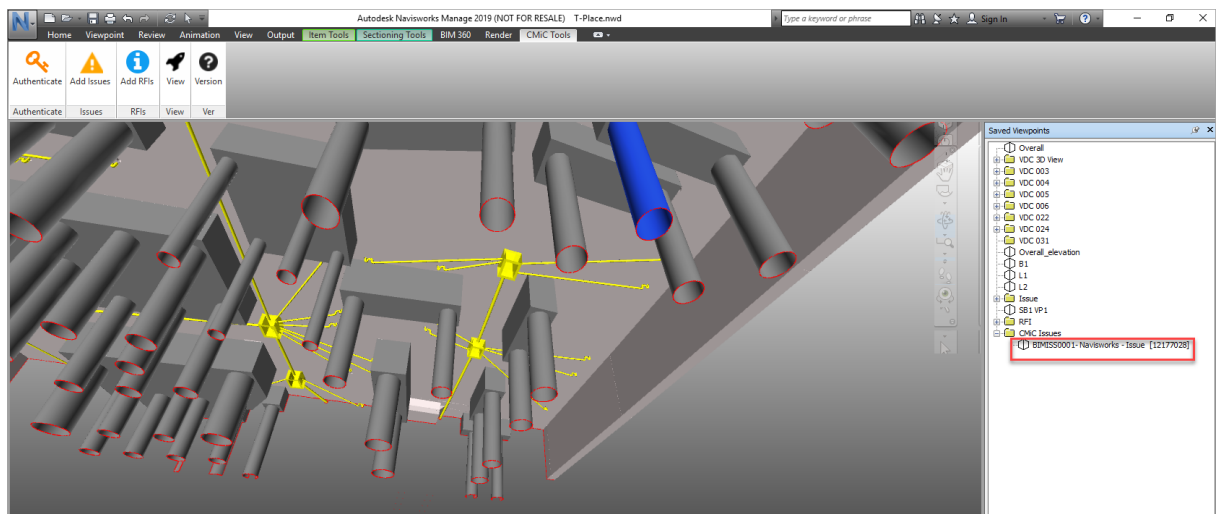 Autodesk Navisworks Manage 2019 (NOT FOR RESALE) T-Place.nwd
Type a keyword or phrase
Sign In
Home Viewpoint Review Animation View Output Item Tools Sectioning Tools BIM 360 Render CMiC Tools
Authenticate Add Issues Add RFIs View Version
Authenticate Issues RFIs View Ver
Saved Viewpoints
Overall
VDC 3D View
VDC 003
VDC 004
VDC 005
VDC 006
VDC 022
VDC 024
VDC 031
Overall_elevation
B1
L1
L2
Issue
SB1 VP1
RFI
CMiC Issues
BIMISS0001- Navisworks - Issue [12177028]